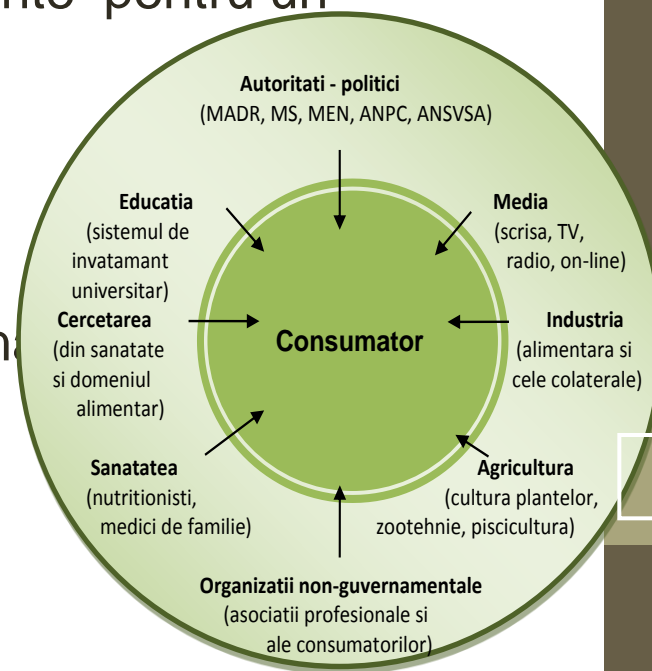 pentru un
Autoritati - politici
(MADR, MS, MEN, ANPC, ANSVSA)
Educatia
(sistemul de
invatamant
universitar)
Media
(scrisa, TV,
radio, on-line)
Cercetarea
(din sanatate
si domeniul
alimentar)
Consumator
Industria
(alimentara si
cele colaterale)
Sanatatea
(nutritionisti,
medici de familie)
Agricultura
(cultura plantelor,
zootehnie, piscicultura)
Organizatii non-guvernamentale
(asociatii profesionale si
ale consumatorilor)